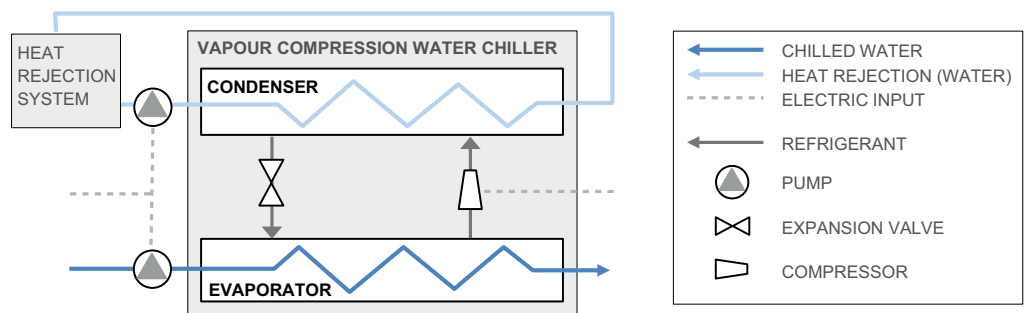 HEAT
REJECTION
SYSTEM
VAPOUR COMPRESSION WATER CHILLER
CONDENSER
EVAPORATOR
CHILLED WATER
HEAT REJECTION (WATER)
ELECTRIC INPUT
REFRIGERANT
PUMP
EXPANSION VALVE
COMPRESSOR